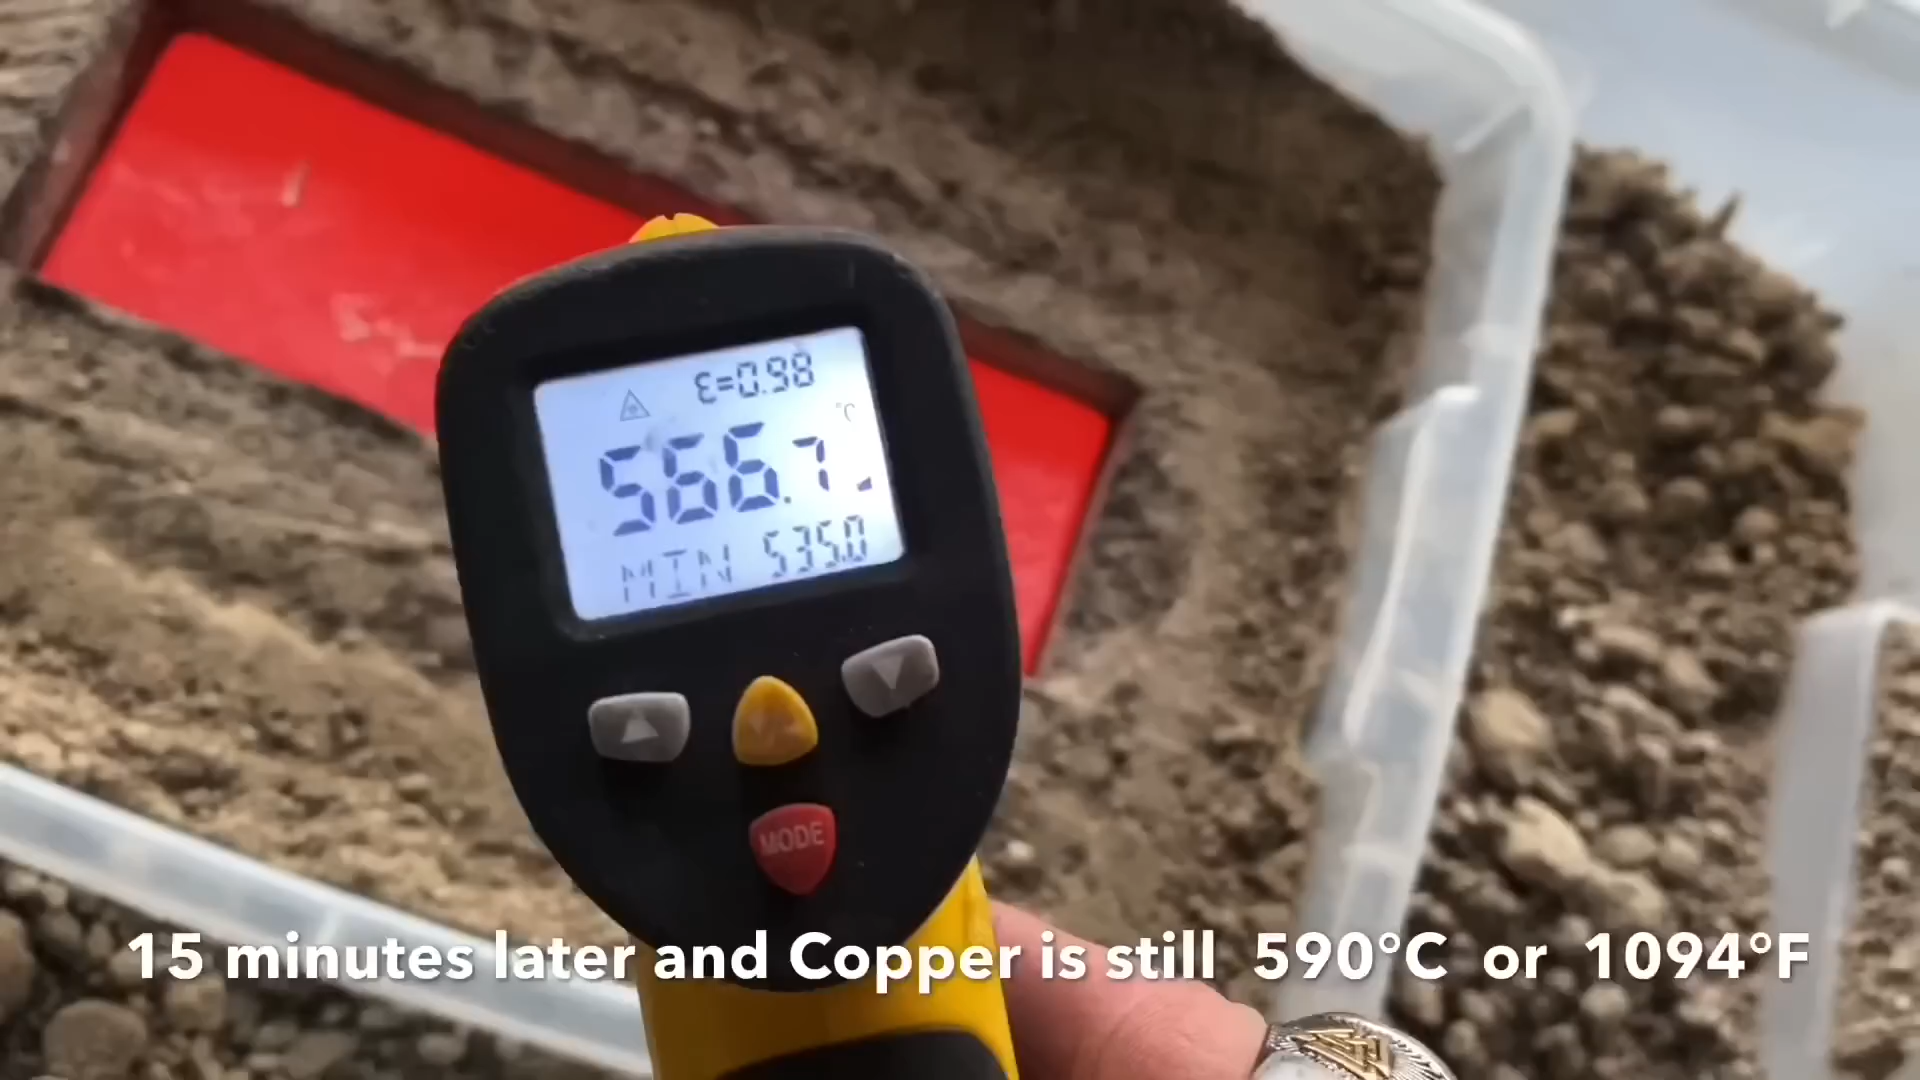 ε=0.98
°C
566.7
MIN 535.0
MODE
15 minutes later and Copper is still 590°C or 1094°F